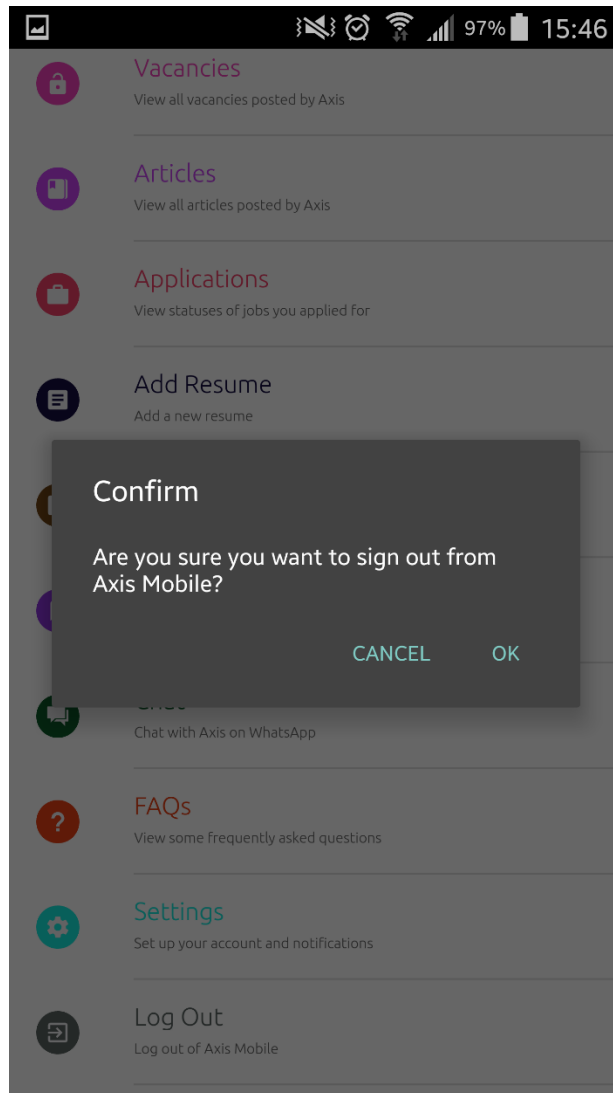 97% 15:46
Vacancies
View all vacancies posted by Axis
Articles
View all articles posted by Axis
Applications
View statuses of jobs you applied for
Add Resume
Add a new resume
Confirm
Are you sure you want to sign out from
Axis Mobile?
CANCEL OK
Chat with Axis on WhatsApp
FAQs
View some frequently asked questions
Settings
Set up your account and notifications
Log Out
Log out of Axis Mobile